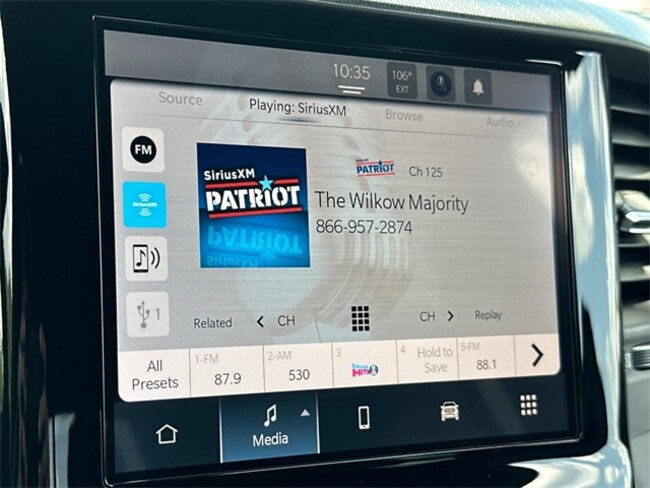 10:35
106°
EXT
Source
Playing: SiriusXM
Browse
Audio
FM
SiriusXM
PATRIOT
PATRIOT
Ch 125
The Wilkow Majority
866-957-2874
1
Related
CH
CH
Replay
All
Presets
1-FM
87.9
2-AM
530
3
4
Hold to
Save
5-FM
88.1
Media